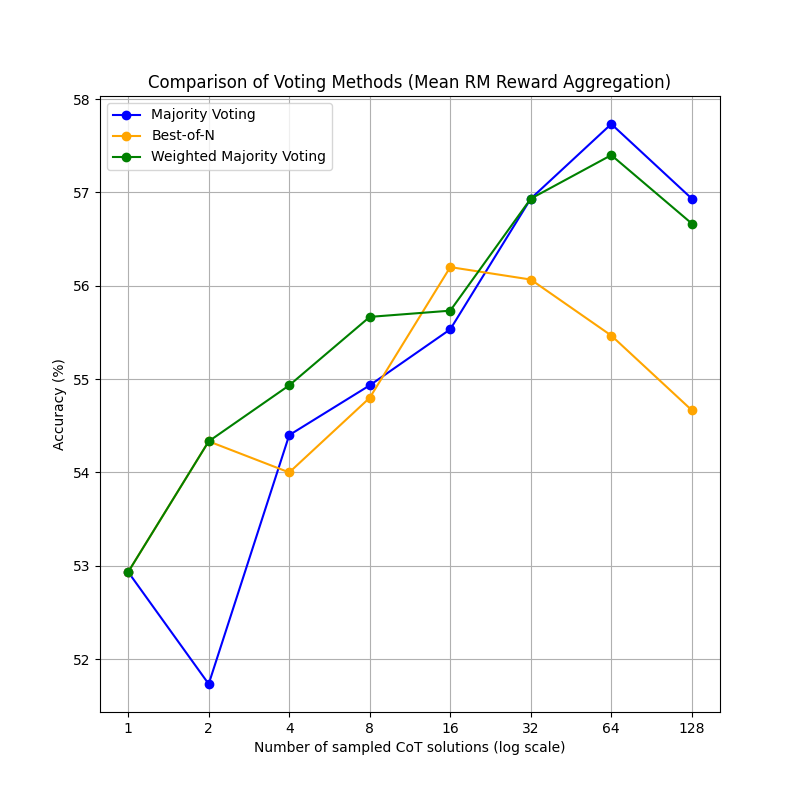 Comparison of Voting Methods (Mean RM Reward Aggregation)
Majority Voting
Best-of-N
Weighted Majority Voting
58
57
56
55
54
53
52
Accuracy (%)
1 2 4 8 16 32 64 128
Number of sampled CoT solutions (log scale)